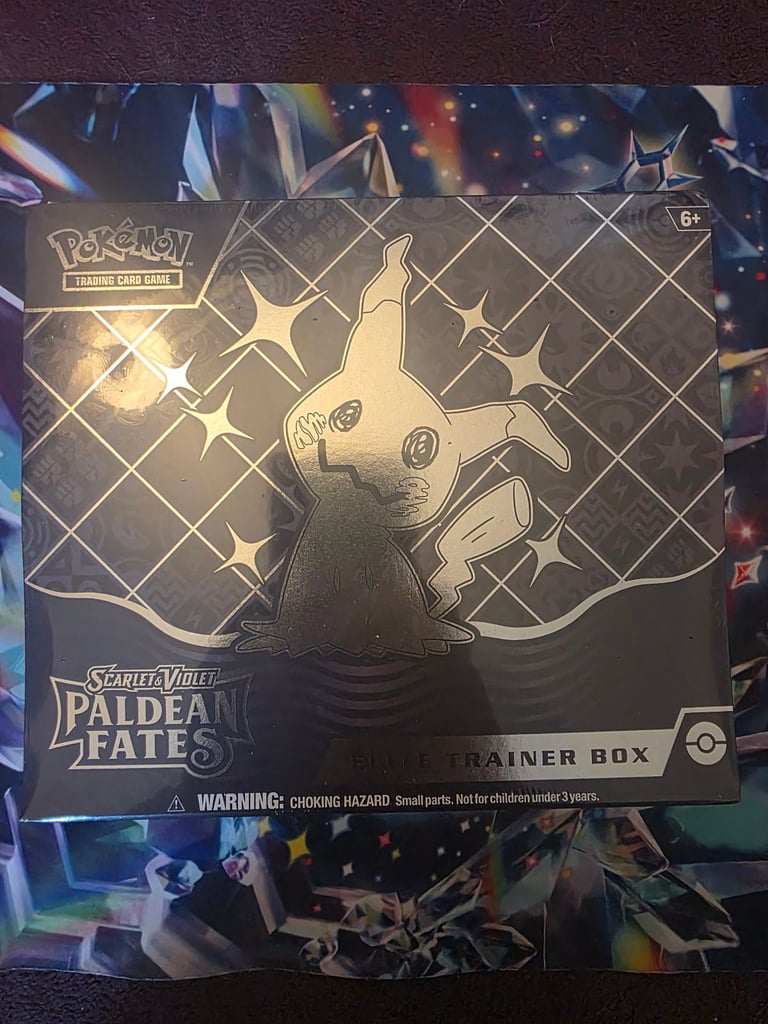 6+
POKéMON
TRADING CARD GAME
SCARLET & VIOLET
PALDEAN
FATES
ELITE TRAINER BOX
WARNING: CHOKING HAZARD Small parts. Not for children under 3 years.